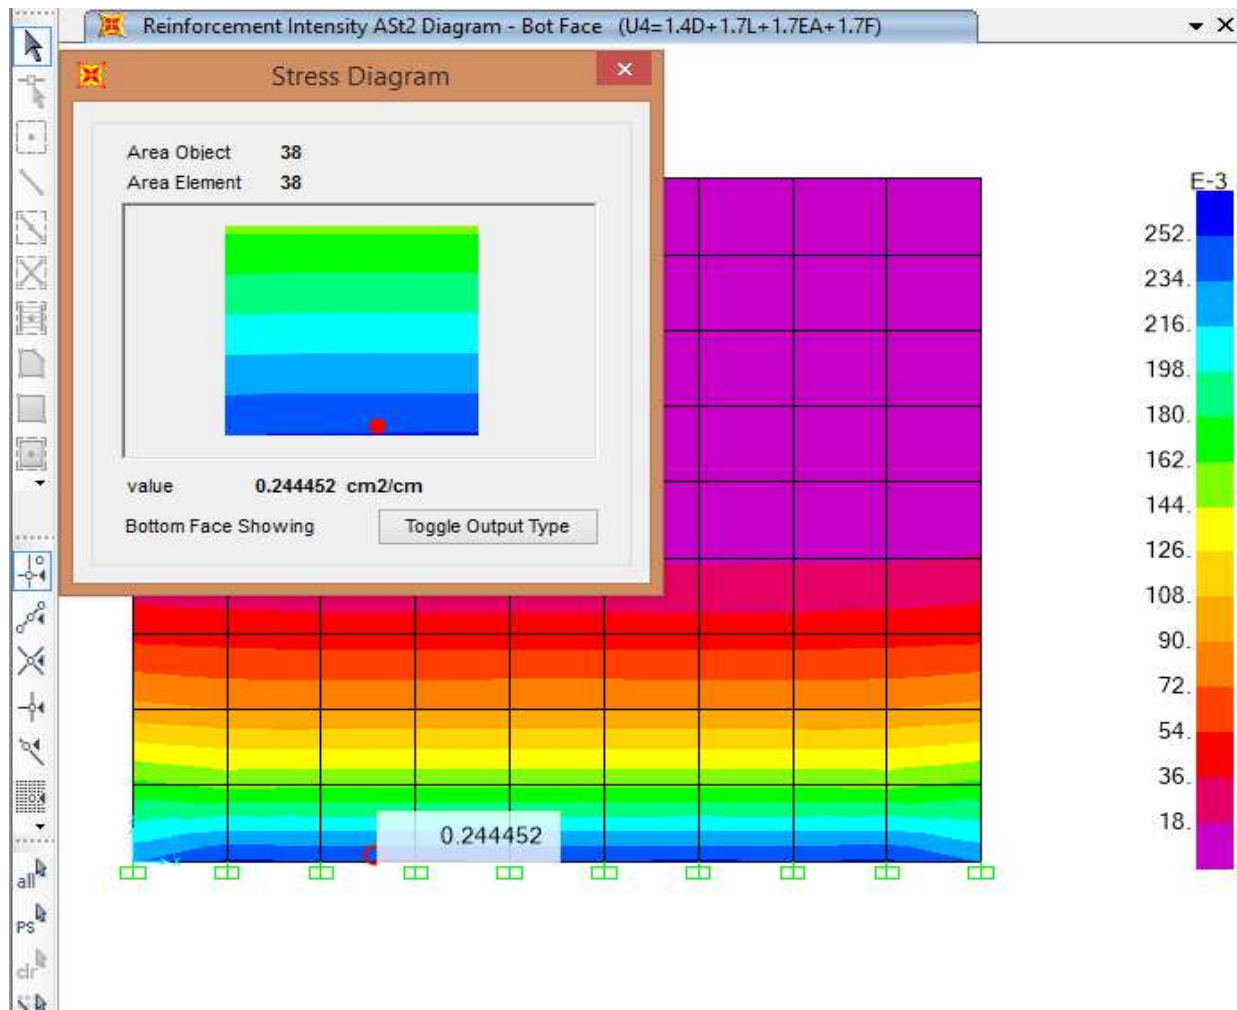 Reinforcement Intensity ASt2 Diagram - Bot Face   (U4=1.4D+1.7L+1.7EA+1.7F)
Stress Diagram
Area Object 38
Area Element 38
value 0.244452 cm2/cm
Bottom Face Showing Toggle Output Type
E-3
252.
234.
216.
198.
180.
162.
144.
126.
108.
90.
72.
54.
36.
18.
0.244452
all
PS
clr